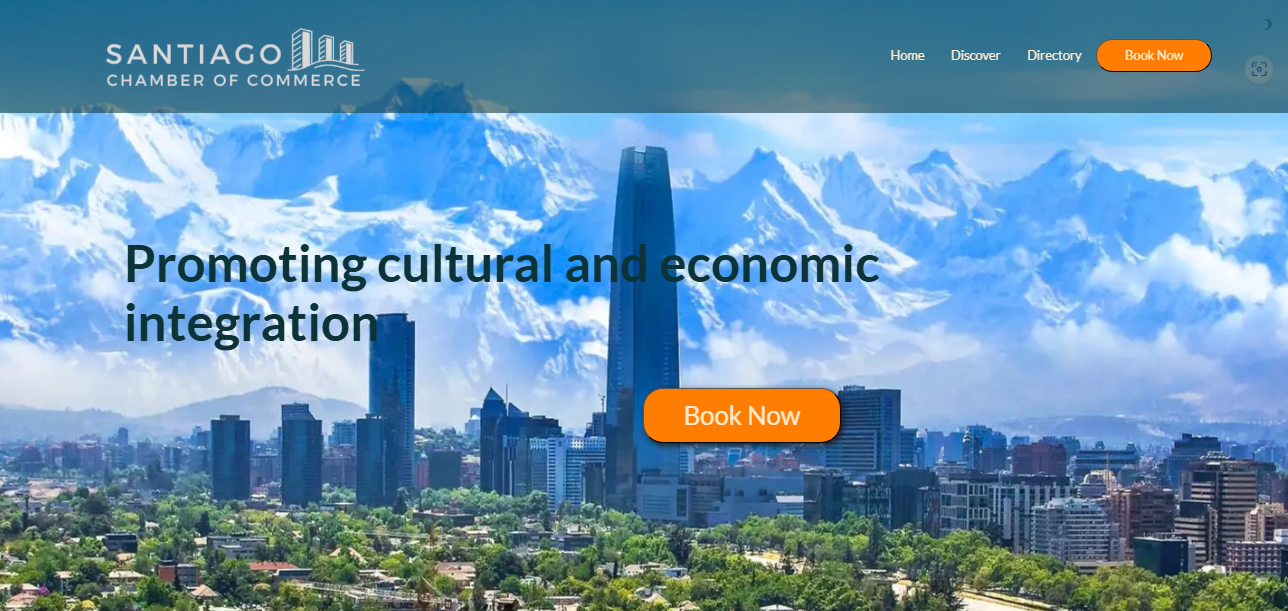 SANTIAGO
CHAMBER OF COMMERCE
Home Discover Directory Book Now
Promoting cultural and economic
integration
Book Now